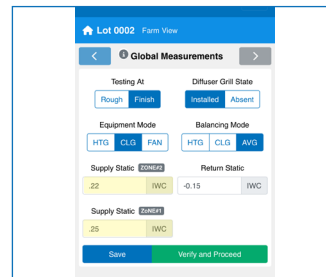 Lot 0002 Farm View
Global Measurements
Testing At Diffuser Grill State
Rough Finish Installed Absent
Equipment Mode Balancing Mode
HTG CLG FAN HTG CLG AVG
Supply Static ZONE#2 Return Static
.22 IWC -0.15 IWC
Supply Static ZoNE#1
.25 IWC
Save Verify and Proceed